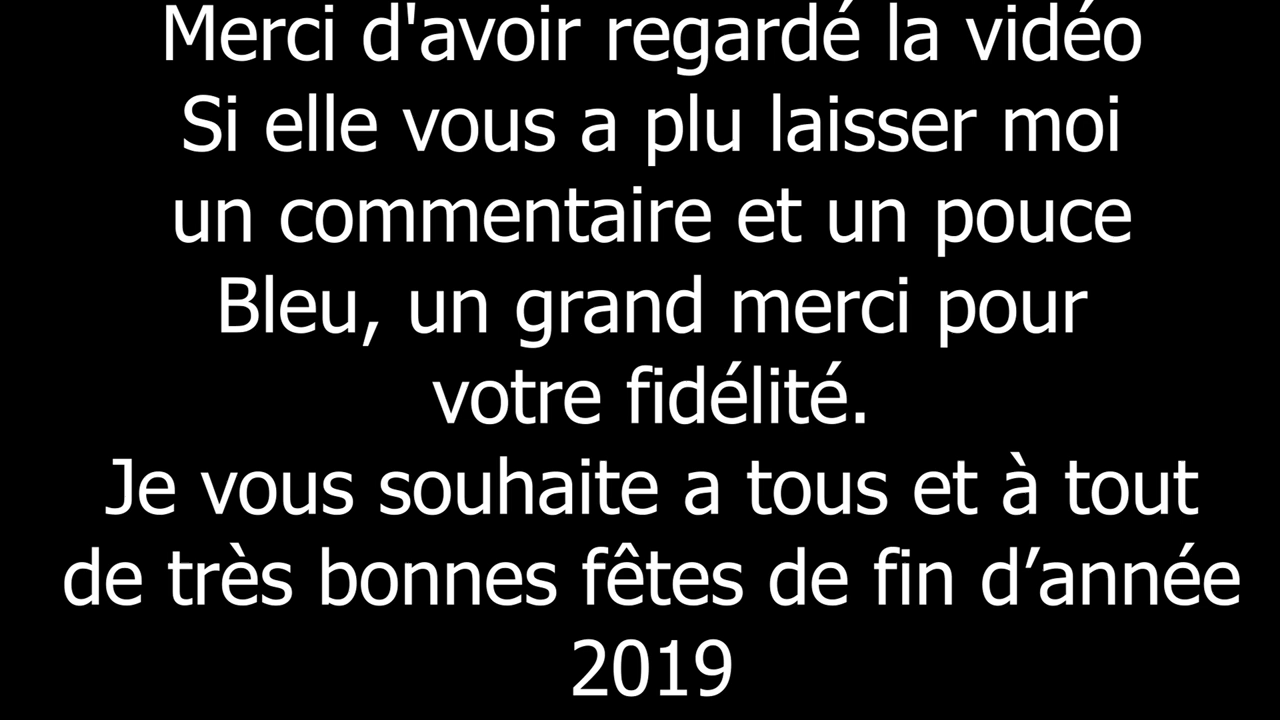 Merci d'avoir regardé la vidéo
Si elle vous a plu laisser moi
un commentaire et un pouce
Bleu, un grand merci pour
votre fidélité.
Je vous souhaite a tous et à tout
de très bonnes fêtes de fin d’année
2019